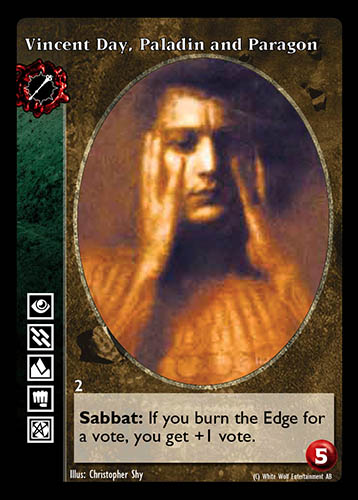 Vincent Day, Paladin and Paragon
2
Sabbat: If you burn the Edge for
a vote, you get +1 vote.
5
Illus: Christopher Shy
(C) White Wolf Entertainment AB